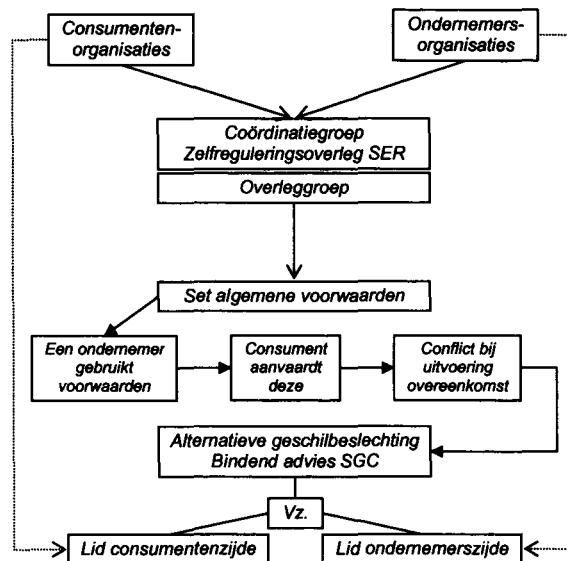 Consumenten-
organisaties
Ondernemers-
organisaties
Coördinatiegroep
Zelfreguleringsoverleg SER
Overleggroep
Set algemene voorwaarden
Een ondernemer
gebruikt
voorwaarden
Consument
aanvaardt
deze
Conflict bij
uitvoering
overeenkomst
Alternatieve geschilbeslechting
Bindend advies SGC
Vz.
Lid consumentenzijde
Lid ondernemerszijde